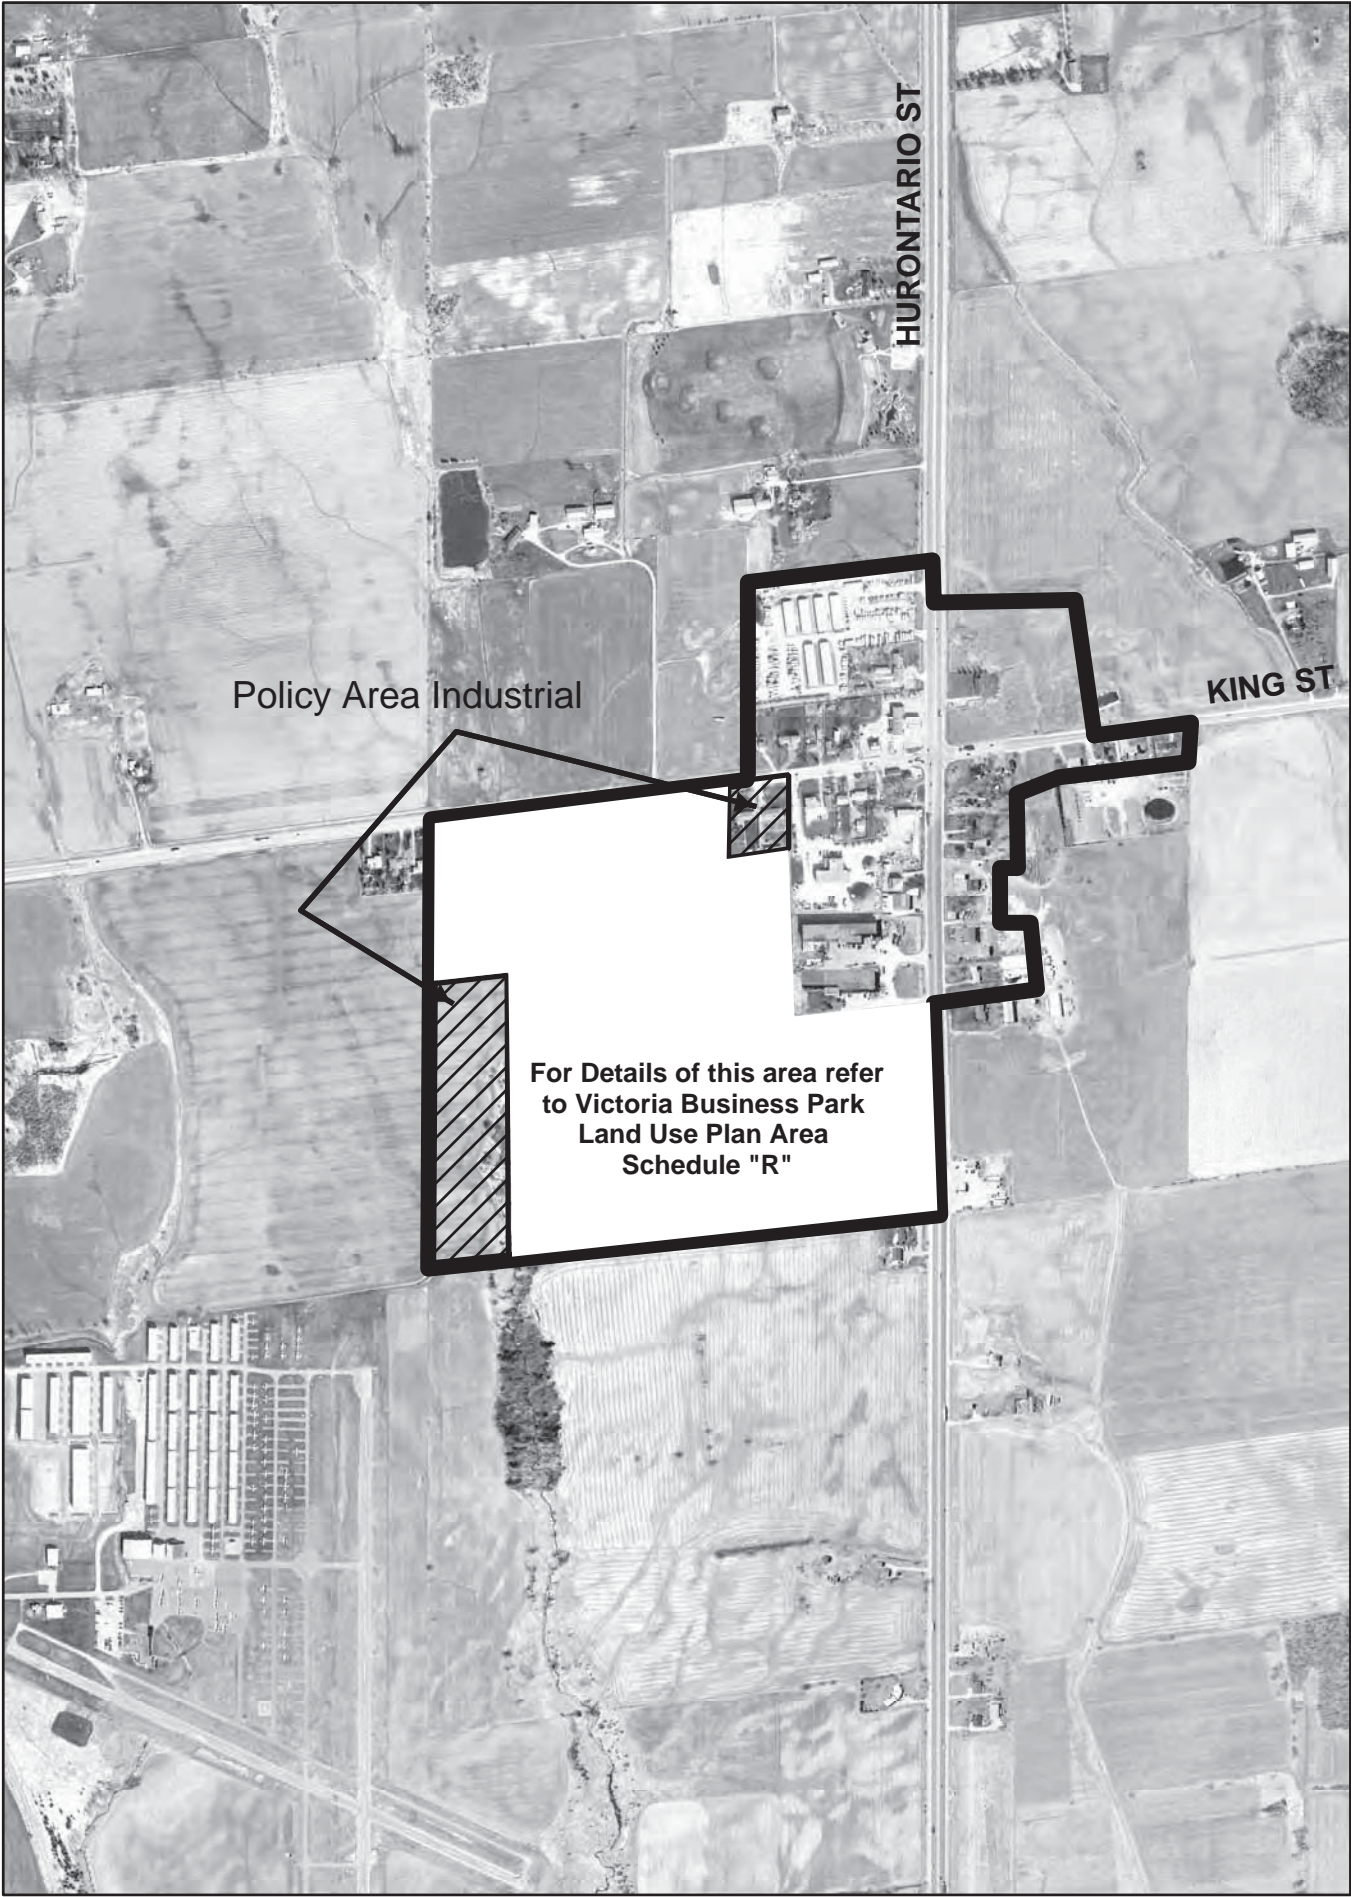 HURONTARIO ST
KING ST
Policy Area Industrial
For Details of this area refer
to Victoria Business Park
Land Use Plan Area
Schedule "R"